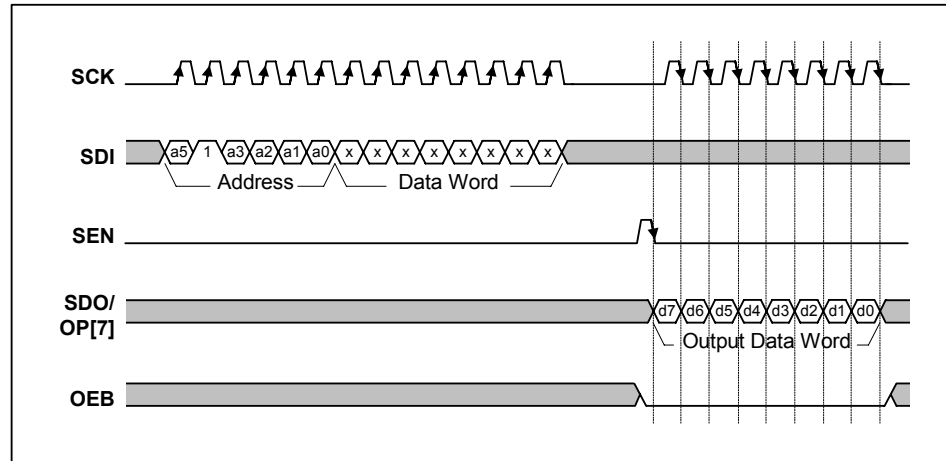 SCK
SDI
a5 1 a3 a2 a1 a0 x x x x x x x x
Address Data Word
SEN
SDO/
OP[7]
d7 d6 d5 d4 d3 d2 d1 d0
Output Data Word
OEB